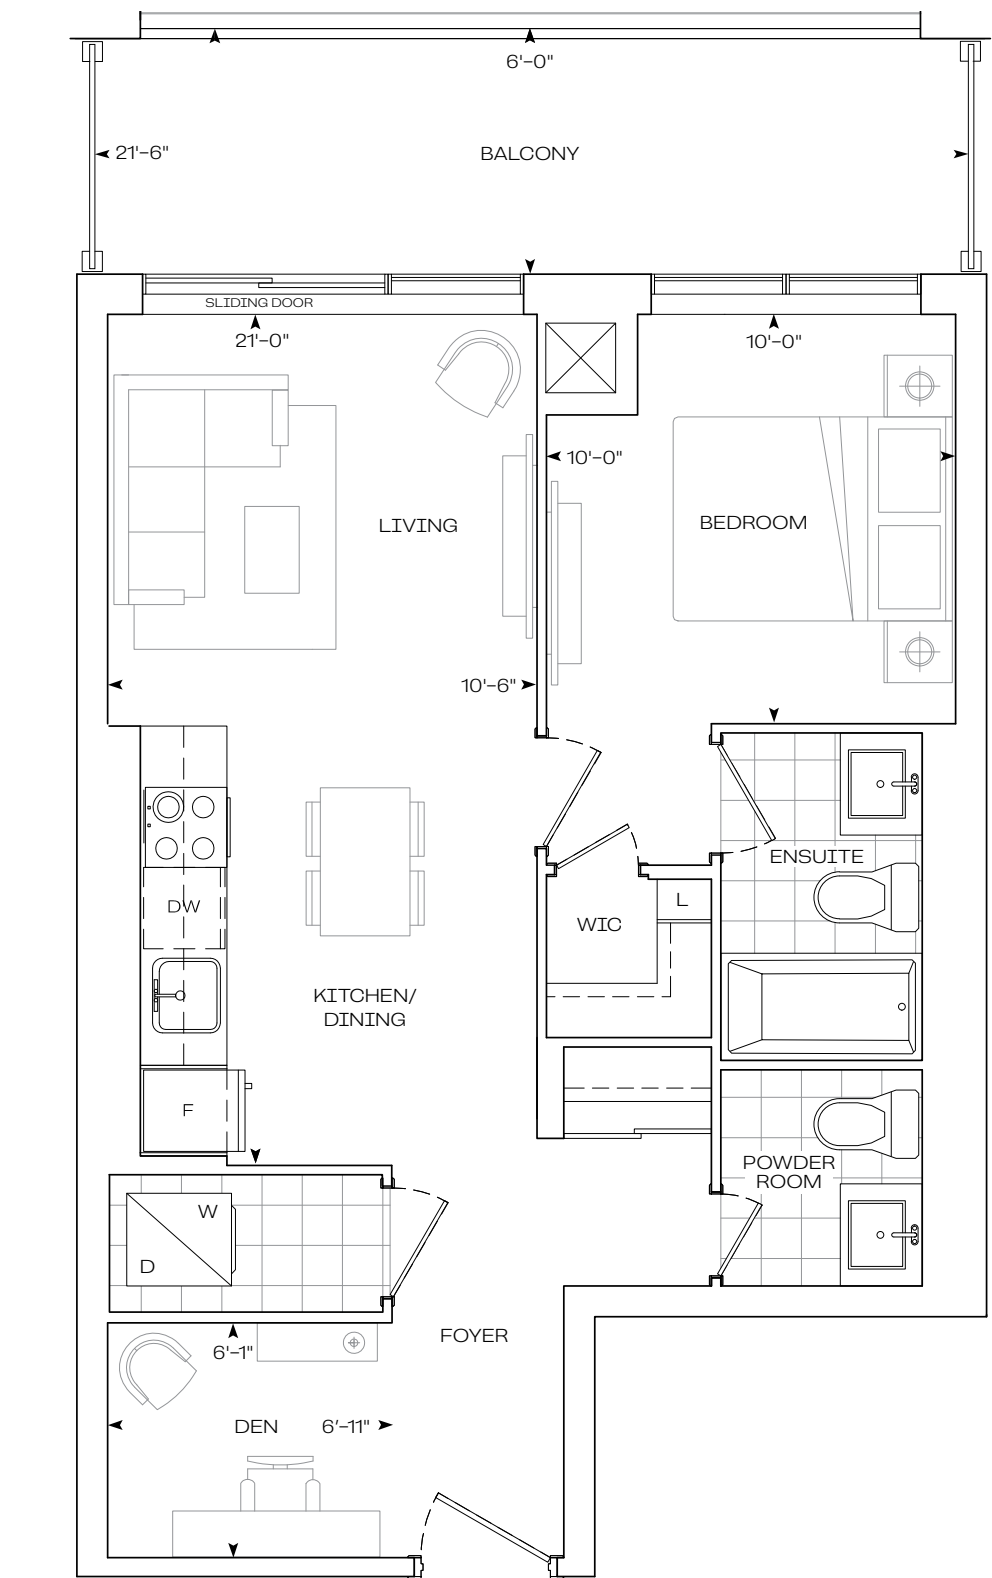 6'-0"
21'-6"
BALCONY
SLIDING DOOR
21'-0"
10'-0"
10'-0"
LIVING
BEDROOM
10'-6"
ENSUITE
DW
L
WIC
KITCHEN/
DINING
F
POWDER
ROOM
W
D
FOYER
6'-1"
DEN
6'-11"